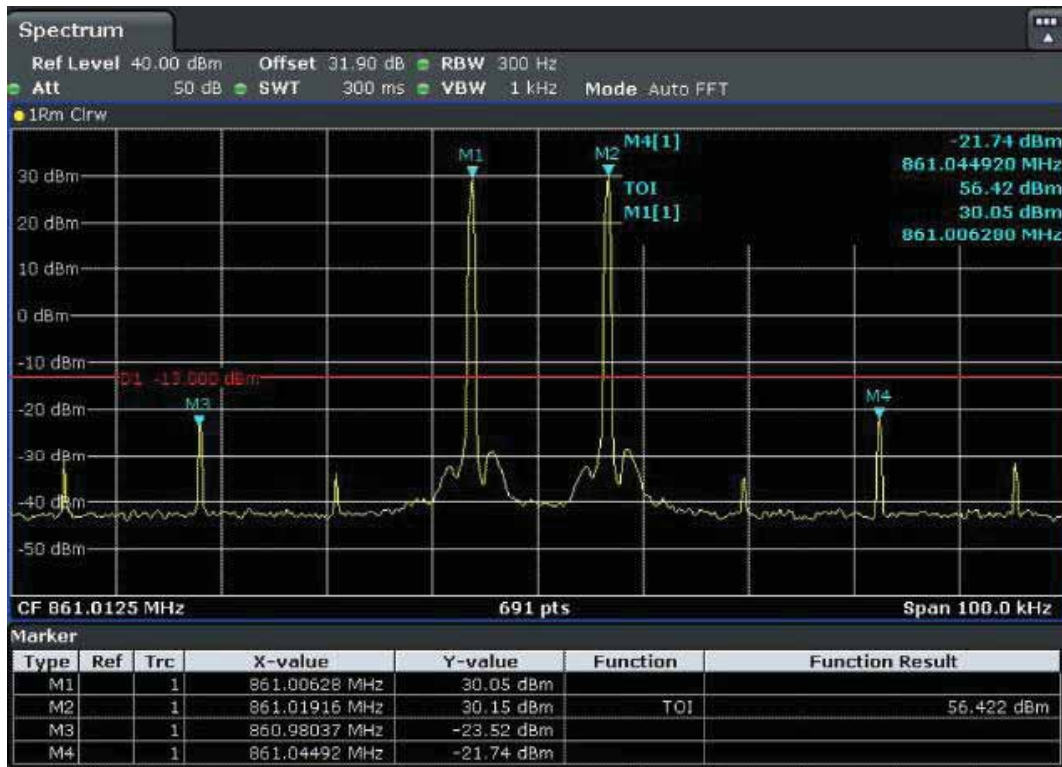 Spectrum
Ref Level 40.00 dBm Offset 31.90 dB RBW 300 Hz
Att 50 dB SWT 300 ms VBW 1 kHz Mode Auto FFT
1Rm Clrw
M1
M2
M4[1] -21.74 dBm
861.044920 MHz
TOI 56.42 dBm
M1[1] 30.05 dBm
861.006280 MHz
30 dBm
20 dBm
10 dBm
0 dBm
-10 dBm
D1 -13.000 dBm
M4
M3
-20 dBm
-30 dBm
-40 dBm
-50 dBm
CF 861.0125 MHz 691 pts Span 100.0 kHz
Marker
Type Ref Trc X-value Y-value Function Function Result
M1 1 861.00628 MHz 30.05 dBm
M2 1 861.01916 MHz 30.15 dBm TOI 56.422 dBm
M3 1 860.98037 MHz -23.52 dBm
M4 1 861.04492 MHz -21.74 dBm